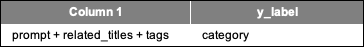 Column 1 y_label
prompt + related_titles + tags category